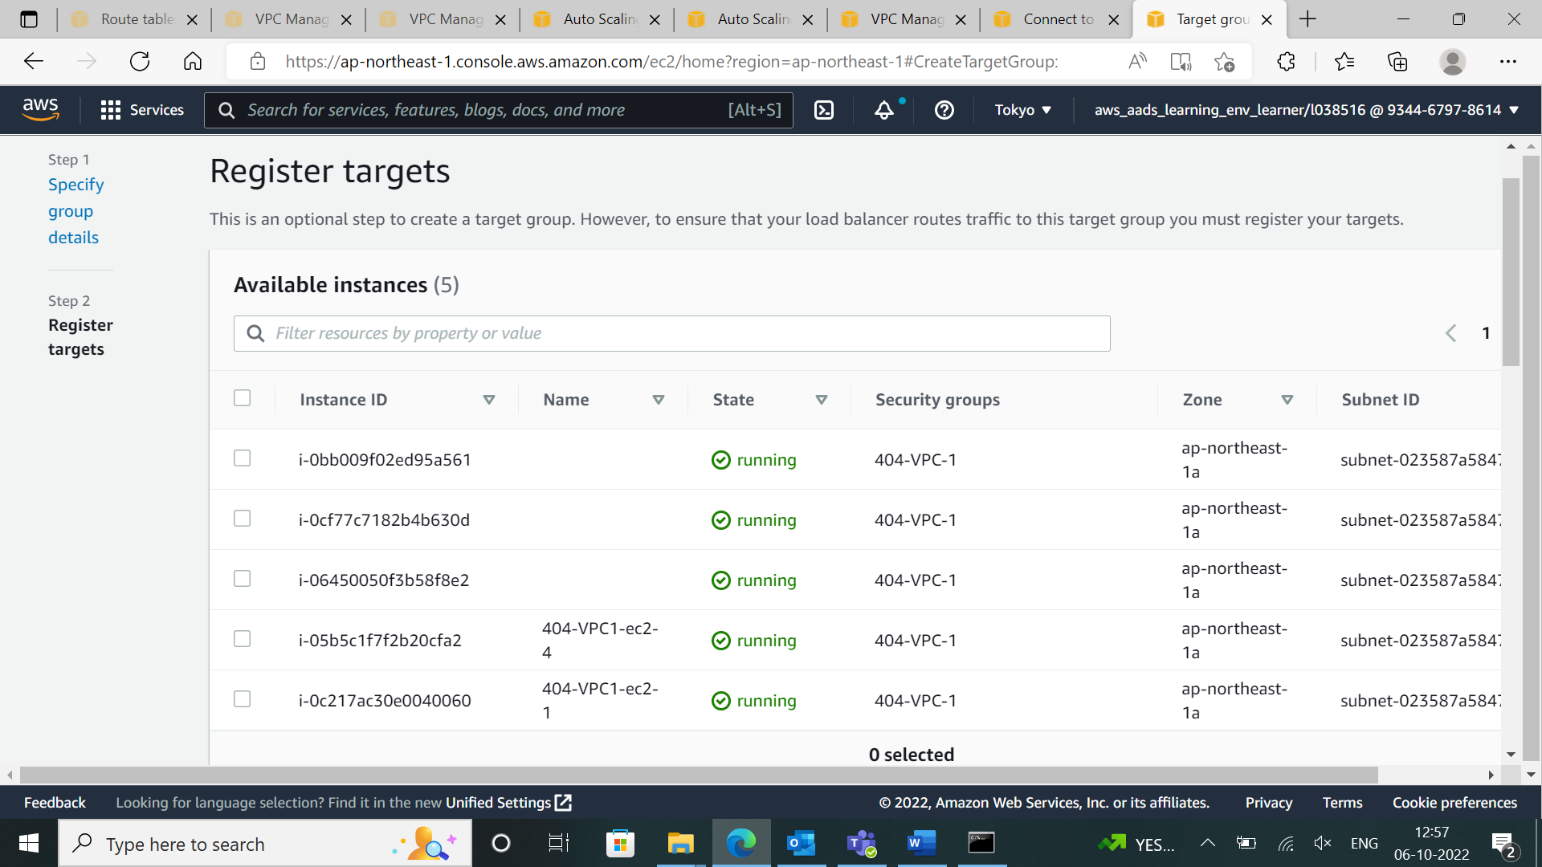 Route table
VPC Manag
VPC Manag
Auto Scalin
Auto Scalin
VPC Manag
Connect to
Target grou
https://ap-northeast-1.console.aws.amazon.com/ec2/home?region=ap-northeast-1#CreateTargetGroup:
aws
Services
Search for services, features, blogs, docs, and more
[Alt+S]
Tokyo
aws_aads_learning_env_learner/l038516 @ 9344-6797-8614
Step 1
Specify
group
details
Step 2
Register
targets
Register targets
This is an optional step to create a target group. However, to ensure that your load balancer routes traffic to this target group you must register your targets.
Available instances (5)
Filter resources by property or value
1
Instance ID Name State Security groups Zone Subnet ID
i-0bb009f02ed95a561 running 404-VPC-1 ap-northeast-
1a
subnet-023587a5847
i-0cf77c7182b4b630d running 404-VPC-1 ap-northeast-
1a
subnet-023587a5847
i-06450050f3b58f8e2 running 404-VPC-1 ap-northeast-
1a
subnet-023587a5847
i-05b5c1f7f2b20cfa2 404-VPC1-ec2-
4
running 404-VPC-1 ap-northeast-
1a
subnet-023587a5847
i-0c217ac30e0040060 404-VPC1-ec2-
1
running 404-VPC-1 ap-northeast-
1a
subnet-023587a5847
0 selected
Feedback
Looking for language selection? Find it in the new Unified Settings
© 2022, Amazon Web Services, Inc. or its affiliates.
Privacy
Terms
Cookie preferences
Type here to search
YES...
ENG
12:57
06-10-2022
2